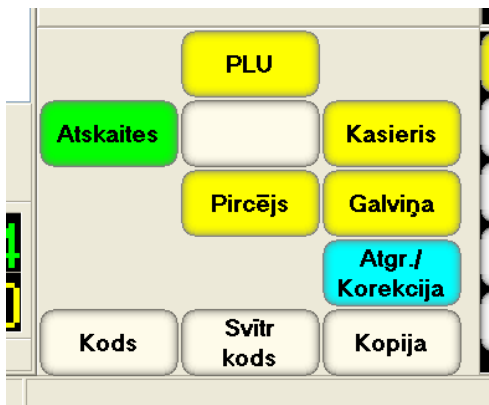 PLU
Atskaites
Kasieris
Pircējs
Galviņa
Atgr./
Korekcija
Kods
Svītr
kods
Kopija